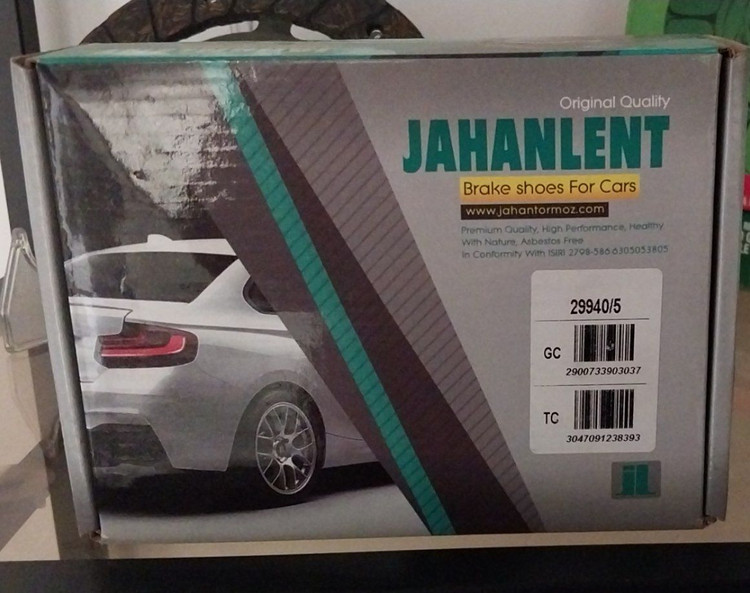 Original Quality
JAHANLENT
Brake shoes For Cars
www.jahantormoz.com
Premium Quality, High Performance, Healthy
With Nature, Asbestos Free
In Conformity With ISIRI 2798-586,6305053805
29940/5
GC
2900733903037
TC
3047091238393
JL